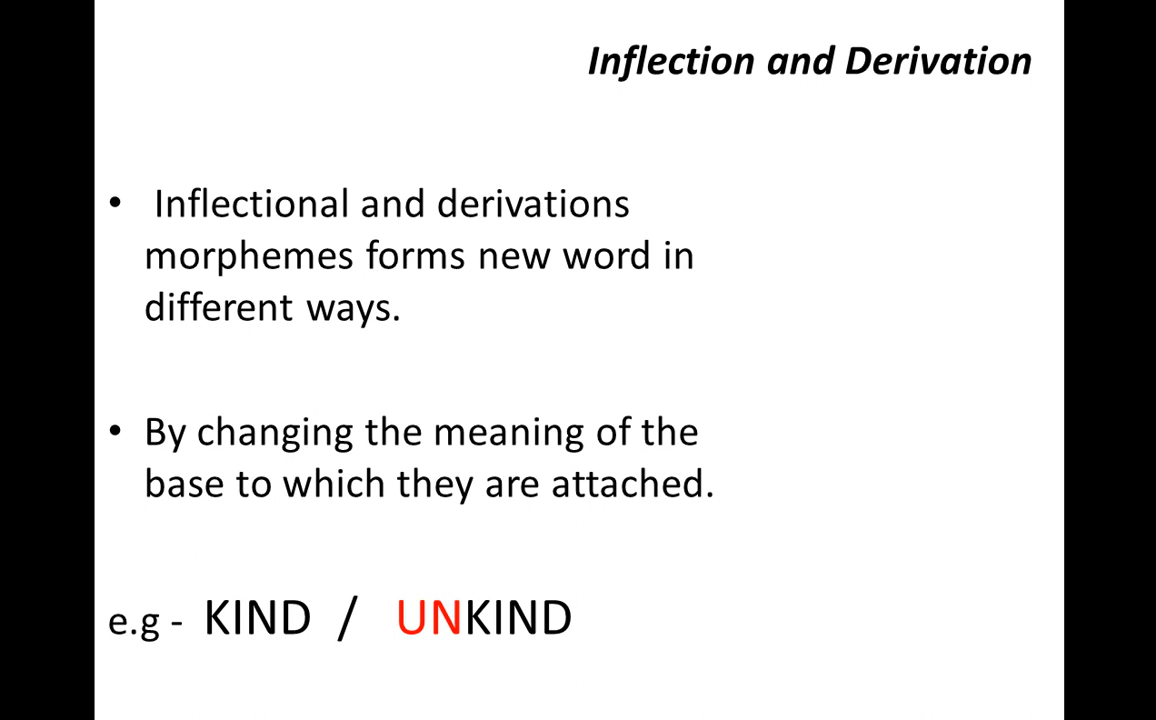 Inflection and Derivation
• Inflectional and derivations
morphemes forms new word in
different ways.
• By changing the meaning of the
base to which they are attached.
e.g - KIND / UNKIND